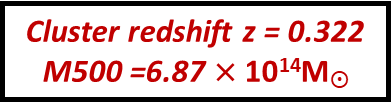 Cluster redshift z = 0.322
M500 =6.87 × 10¹⁴M☉